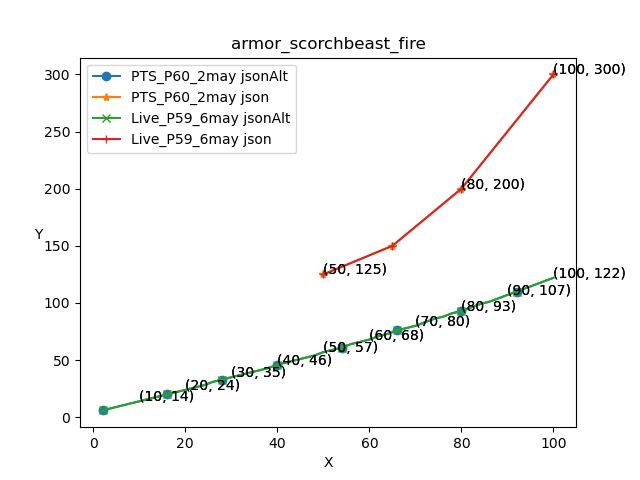 armor_scorchbeast_fire
PTS_P60_2may jsonAlt
PTS_P60_2may json
Live_P59_6may jsonAlt
Live_P59_6may json
300
250
200
150
100
50
0
Y
(100, 300)
(80, 200)
(50, 125)
(100, 122)
(90, 107)
(80, 93)
(70, 80)
(60, 68)
(50, 57)
(40, 46)
(30, 35)
(20, 24)
(10, 14)
0 20 40 60 80 100
X